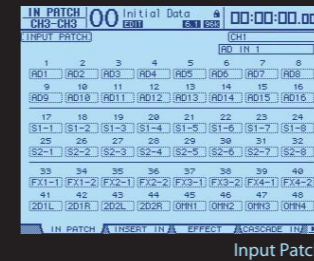 IN PATCH
CH3-CH3
00 Initial Data
EDIT 5.1 96K
00:00:00.00
INPUT PATCH
CH1
AD IN 1
1 2 3 4 5 6 7 8
AD1 AD2 AD3 AD4 AD5 AD6 AD7 AD8
9 10 11 12 13 14 15 16
AD9 AD10 AD11 AD12 AD13 AD14 AD15 AD16
17 18 19 20 21 22 23 24
S1-1 S1-2 S1-3 S1-4 S1-5 S1-6 S1-7 S1-8
25 26 27 28 29 30 31 32
S2-1 S2-2 S2-3 S2-4 S2-5 S2-6 S2-7 S2-8
33 34 35 36 37 38 39 40
FX1-1 FX1-2 FX2-1 FX2-2 FX3-1 FX3-2 FX4-1 FX4-2
41 42 43 44 45 46 47 48
2D1L 2D1R 2D2L 2D2R OMN1 OMN2 OMN3 OMN4
IN PATCH INSERT IN EFFECT CASCADE IN
Input Patc